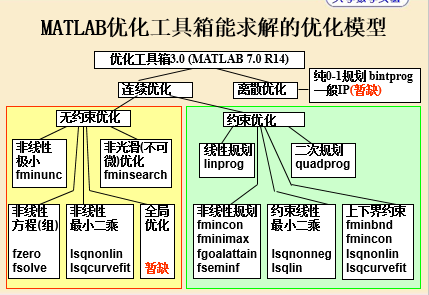 MATLAB优化工具箱能求解的优化模型
优化工具箱3.0 (MATLAB 7.0 R14)
连续优化
离散优化
纯0-1规划 bintprog
一般IP(暂缺)
无约束优化
非线性
极小
fminunc
非光滑(不可
微)优化
fminsearch
非线性
方程(组)
fzero
fsolve
非线性
最小二乘
lsqnonlin
lsqcurvefit
全局
优化
暂缺
约束优化
线性规划
linprog
二次规划
quadprog
非线性规划
fmincon
fminimax
fgoalattain
fseminf
约束线性
最小二乘
lsqnonneg
lsqlin
上下界约束
fminbnd
fmincon
lsqnonlin
lsqcurvefit